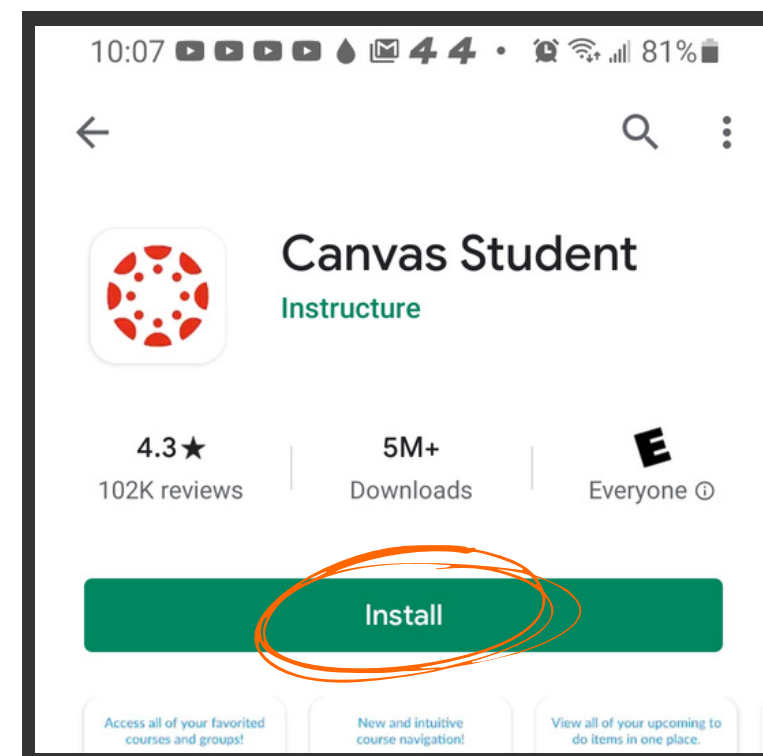 10:07 4 4 • 81%
Canvas Student
Instructure
4.3★ 5M+ E
102K reviews Downloads Everyone
Install
Access all of your favorited New and intuitive View all of your upcoming to
courses and groups! course navigation! do items in one place.